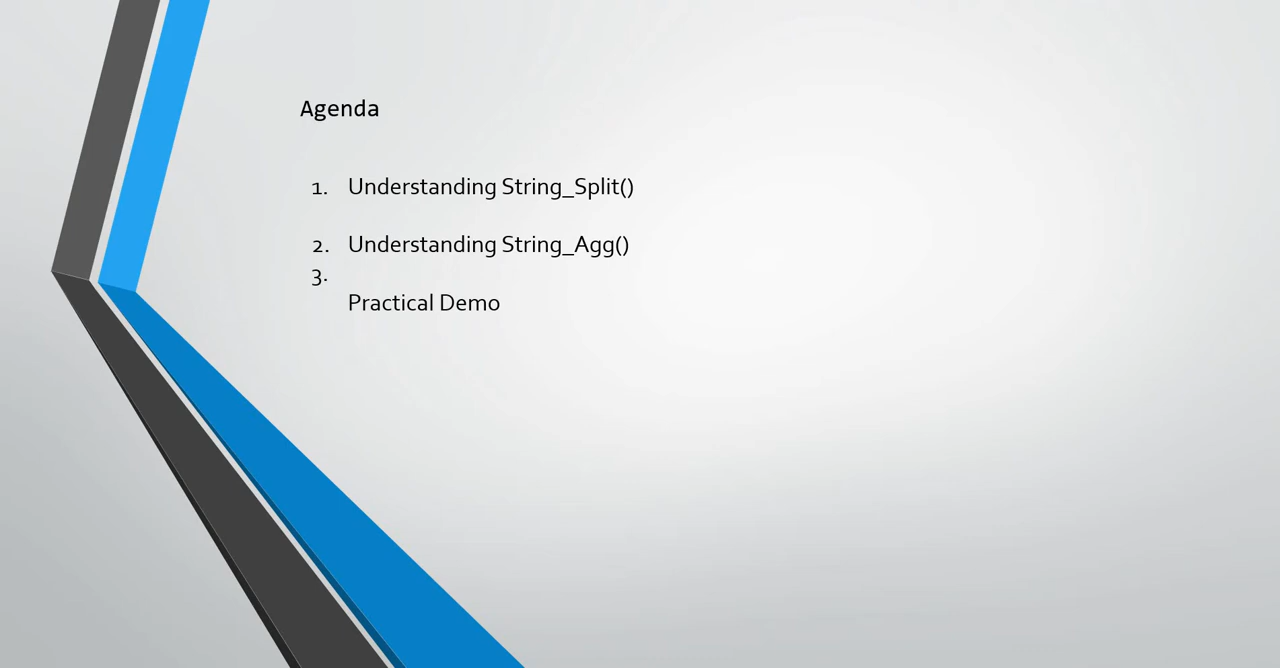 Agenda
1. Understanding String_Split()
2. Understanding String_Agg()
3.
Practical Demo